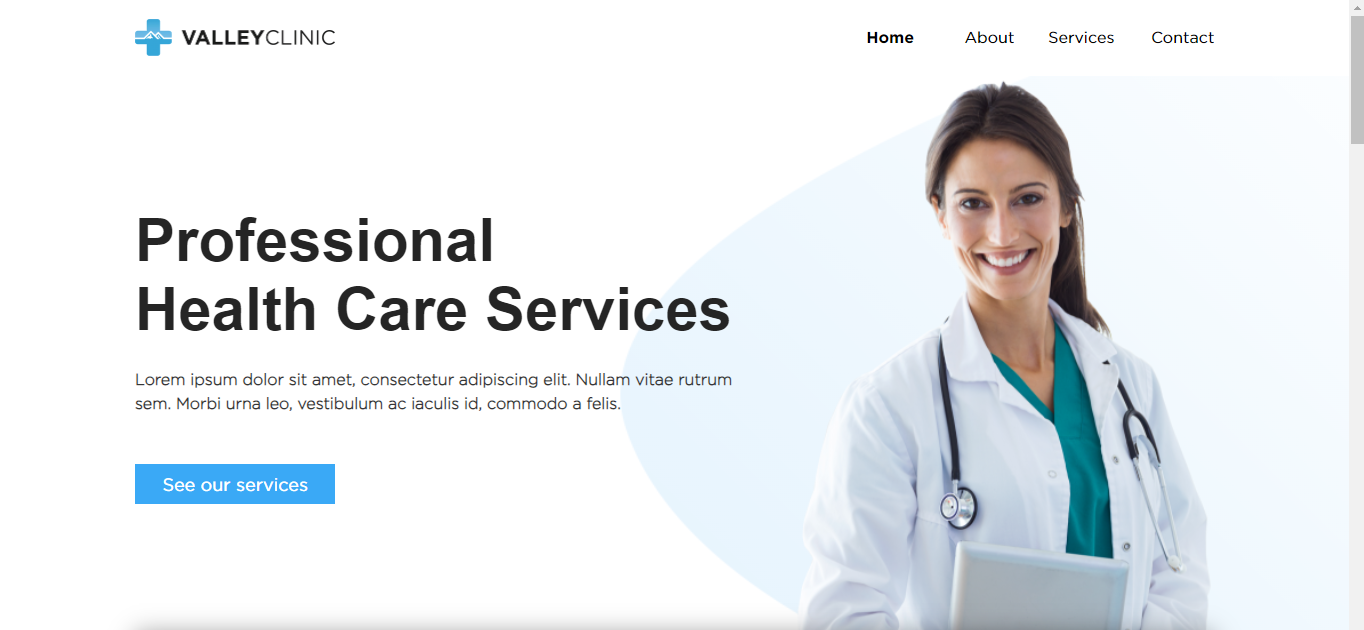 VALLEYCLINIC
Home About Services Contact
Professional
Health Care Services
Lorem ipsum dolor sit amet, consectetur adipiscing elit. Nullam vitae rutrum
sem. Morbi urna leo, vestibulum ac iaculis id, commodo a felis.
See our services